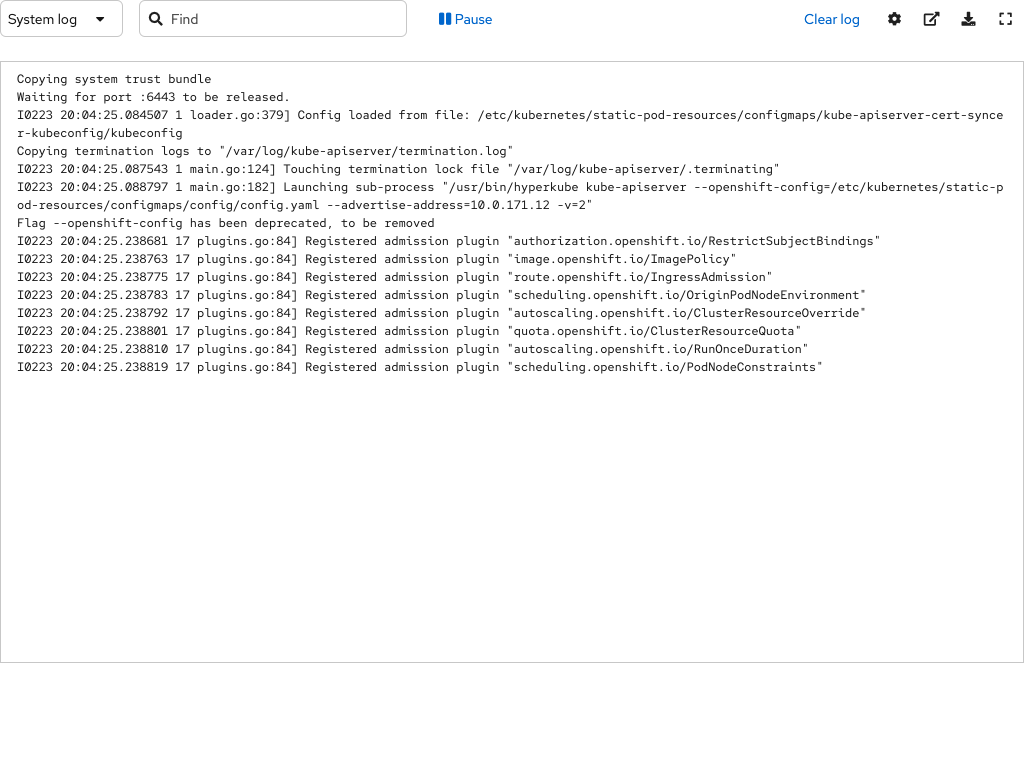 System log
Find
Pause
Clear log
Copying system trust bundle
Waiting for port :6443 to be released.
I0223 20:04:25.084507 1 loader.go:379] Config loaded from file: /etc/kubernetes/static-pod-resources/configmaps/kube-apiserver-cert-synce
r-kubeconfig/kubeconfig
Copying termination logs to "/var/log/kube-apiserver/termination.log"
I0223 20:04:25.087543 1 main.go:124] Touching termination lock file "/var/log/kube-apiserver/.terminating"
I0223 20:04:25.088797 1 main.go:182] Launching sub-process "/usr/bin/hyperkube kube-apiserver --openshift-config=/etc/kubernetes/static-p
od-resources/configmaps/config/config.yaml --advertise-address=10.0.171.12 -v=2"
Flag --openshift-config has been deprecated, to be removed
I0223 20:04:25.238681 17 plugins.go:84] Registered admission plugin "authorization.openshift.io/RestrictSubjectBindings"
I0223 20:04:25.238763 17 plugins.go:84] Registered admission plugin "image.openshift.io/ImagePolicy"
I0223 20:04:25.238775 17 plugins.go:84] Registered admission plugin "route.openshift.io/IngressAdmission"
I0223 20:04:25.238783 17 plugins.go:84] Registered admission plugin "scheduling.openshift.io/OriginPodNodeEnvironment"
I0223 20:04:25.238792 17 plugins.go:84] Registered admission plugin "autoscaling.openshift.io/ClusterResourceOverride"
I0223 20:04:25.238801 17 plugins.go:84] Registered admission plugin "quota.openshift.io/ClusterResourceQuota"
I0223 20:04:25.238810 17 plugins.go:84] Registered admission plugin "autoscaling.openshift.io/RunOnceDuration"
I0223 20:04:25.238819 17 plugins.go:84] Registered admission plugin "scheduling.openshift.io/PodNodeConstraints"